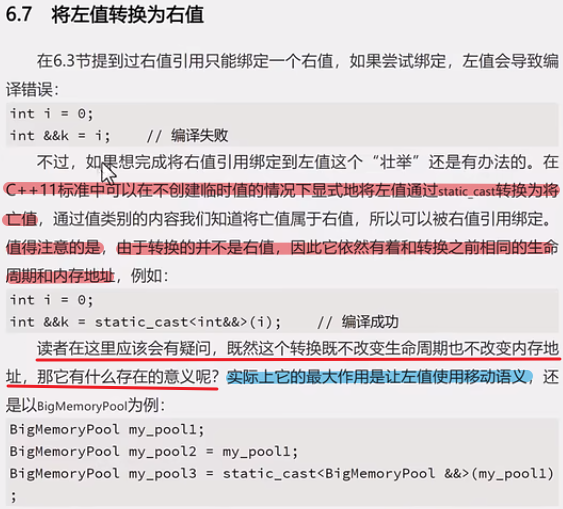 6.7 将左值转换为右值
在6.3节提到过右值引用只能绑定一个右值，如果尝试绑定，左值会导致编
译错误：
int i = 0;
int &&k = i;    // 编译失败
不过，如果想完成将右值引用绑定到左值这个“壮举”还是有办法的。在
C++11标准中可以在不创建临时值的情况下显式地将左值通过static_cast转换为将
亡值，通过值类别的内容我们知道将亡值属于右值，所以可以被右值引用绑定。
值得注意的是，由于转换的并不是右值，因此它依然有着和转换之前相同的生命
周期和内存地址，例如：
int i = 0;
int &&k = static_cast<int&&>(i);    // 编译成功
读者在这里应该会有疑问，既然这个转换既不改变生命周期也不改变内存地
址，那它有什么存在的意义呢？实际上它的最大作用是让左值使用移动语义，还
是以BigMemoryPool为例：
BigMemoryPool my_pool1;
BigMemoryPool my_pool2 = my_pool1;
BigMemoryPool my_pool3 = static_cast<BigMemoryPool &&>(my_pool1)
;